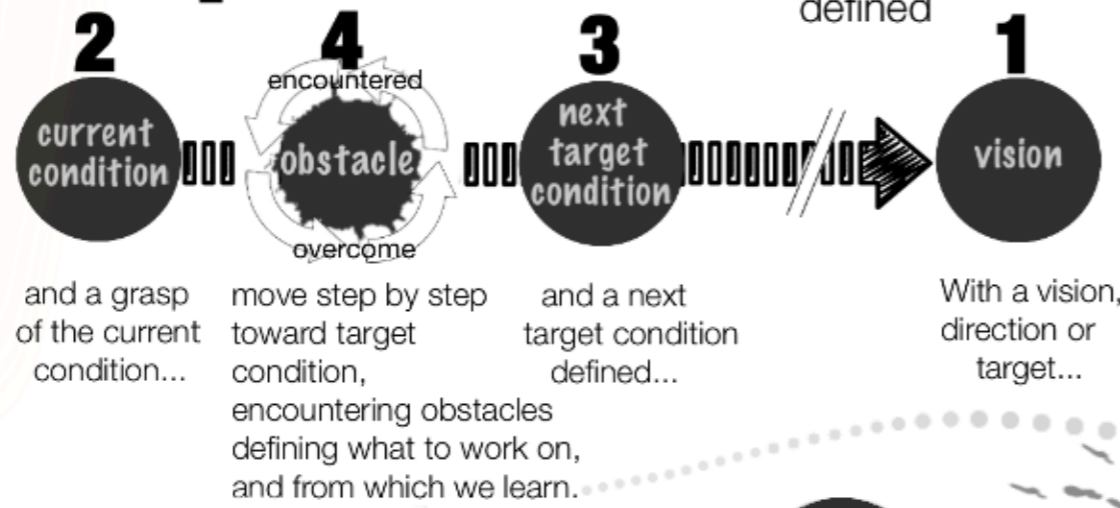 defined
2
4
3
1
encountered
current
condition
obstacle
next
target
condition
vision
overcome
and a grasp
of the current
condition...
move step by step
toward target
condition,
encountering obstacles
defining what to work on,
and from which we learn.
and a next
target condition
defined...
With a vision,
direction or
target...